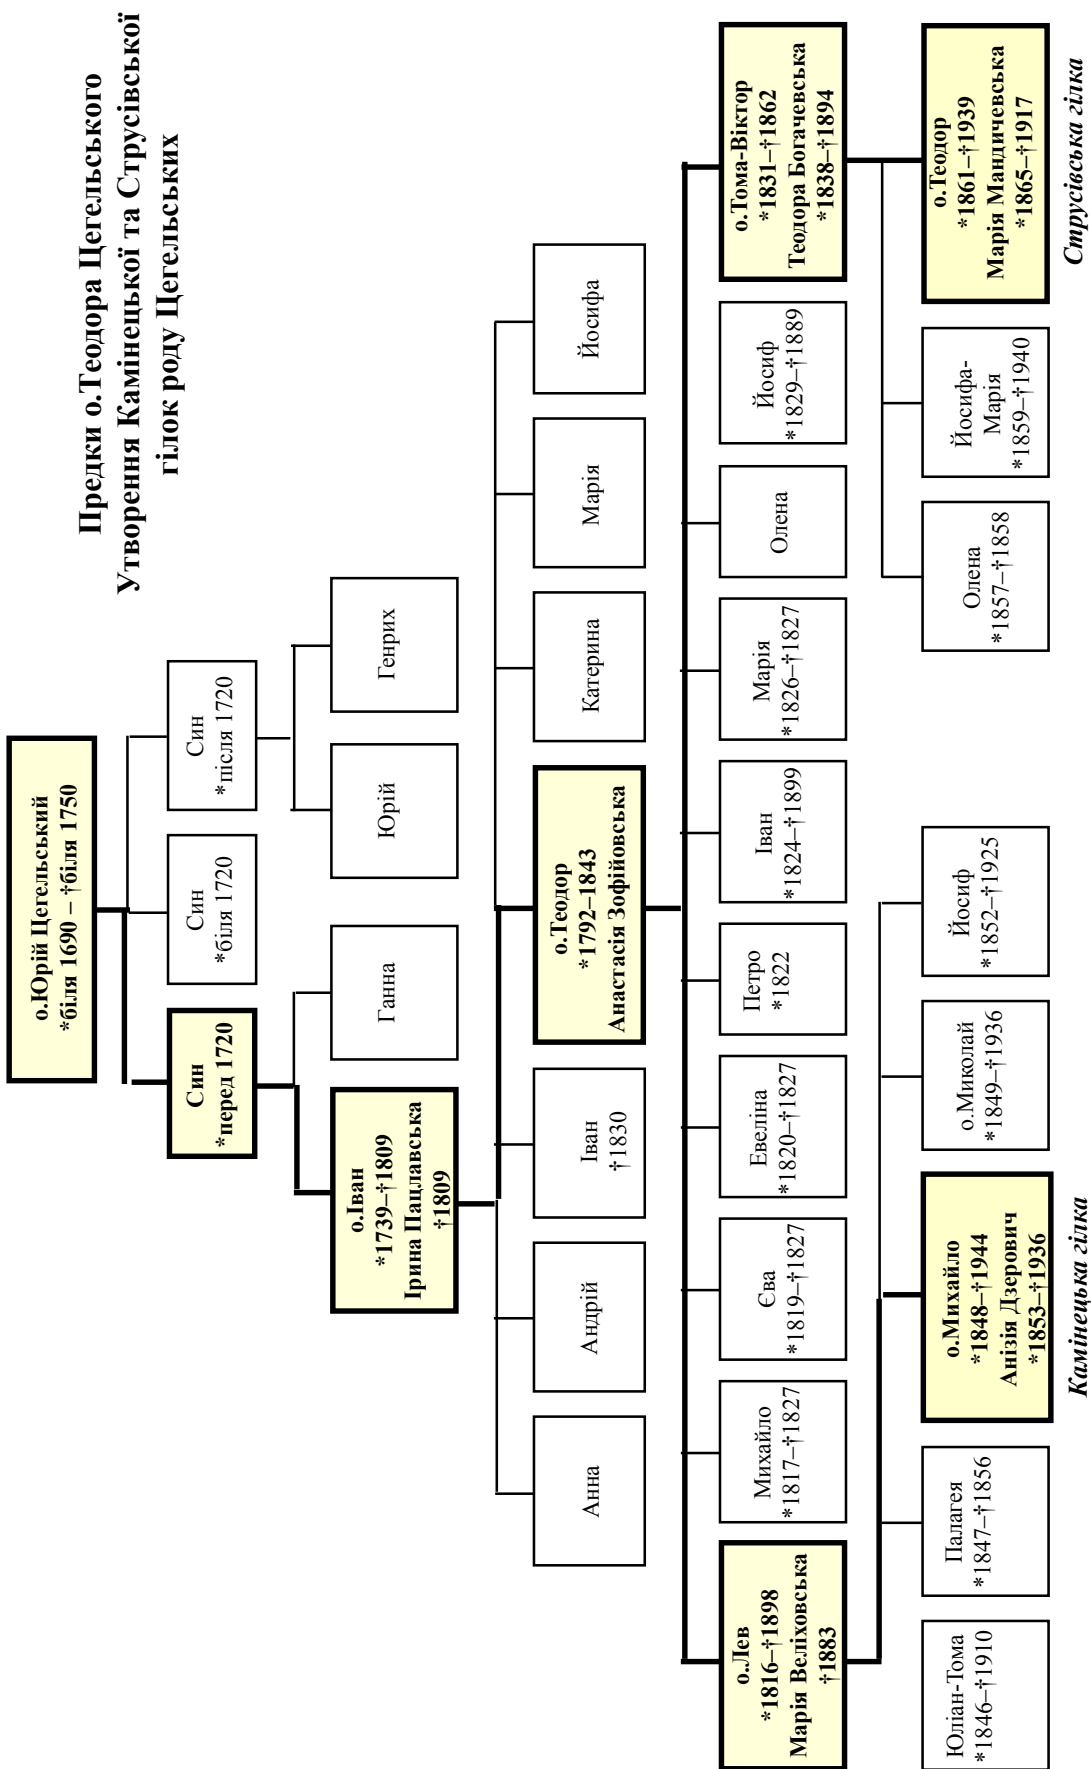 Предки о.Теодора Цегельського
Утворення Камінецької та Струсівської
гілок роду Цегельських
о.Юрій Цегельський
*біля 1690 – †біля 1750
Син
*перед 1720
Син
*біля 1720
Син
*після 1720
о.Іван
*1739–†1809
Ірина Пацлавська
†1809
Ганна
Юрій
Генрих
Анна
Андрій
Іван
†1830
о.Теодор
*1792–1843
Анастасія Зофійовська
Катерина
Марія
Йосифа
о.Лев
*1816–†1898
Марія Веліховська
†1883
Михайло
*1817–†1827
Єва
*1819–†1827
Евеліна
*1820–†1827
Петро
*1822
Іван
*1824–†1899
Марія
*1826–†1827
Олена
Йосиф
*1829–†1889
о.Тома-Віктор
*1831–†1862
Теодора Богачевська
*1838–†1894
Юліан-Тома
*1846–†1910
Палагея
*1847–†1856
о.Михайло
*1848–†1944
Анізія Дзерович
*1853–†1936
о.Миколай
*1849–†1936
Йосиф
*1852–†1925
Олена
*1857–†1858
Йосифа-
Марія
*1859–†1940
о.Теодор
*1861–†1939
Марія Мандичевська
*1865–†1917
Камінецька гілка
Струсівська гілка